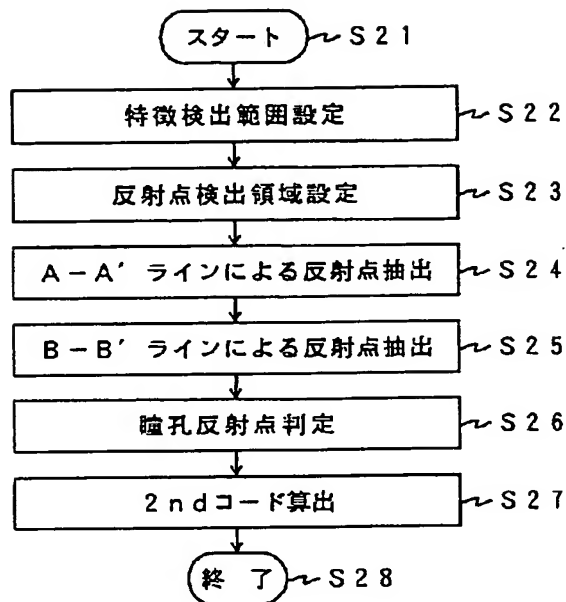 スタート S21
特徴検出範囲設定 S22
反射点検出領域設定 S23
A-A′ラインによる反射点抽出 S24
B-B′ラインによる反射点抽出 S25
瞳孔反射点判定 S26
2ndコード算出 S27
終了 S28